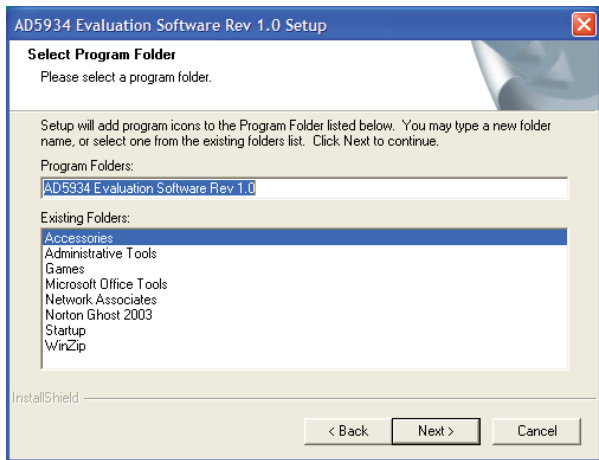 AD5934 Evaluation Software Rev 1.0 Setup
Select Program Folder
Please select a program folder.
Setup will add program icons to the Program Folder listed below. You may type a new folder
name, or select one from the existing folders list. Click Next to continue.
Program Folders:
AD5934 Evaluation Software Rev 1.0
Existing Folders:
Accessories
Administrative Tools
Games
Microsoft Office Tools
Network Associates
Norton Ghost 2003
Startup
WinZip
InstallShield
< Back Next > Cancel